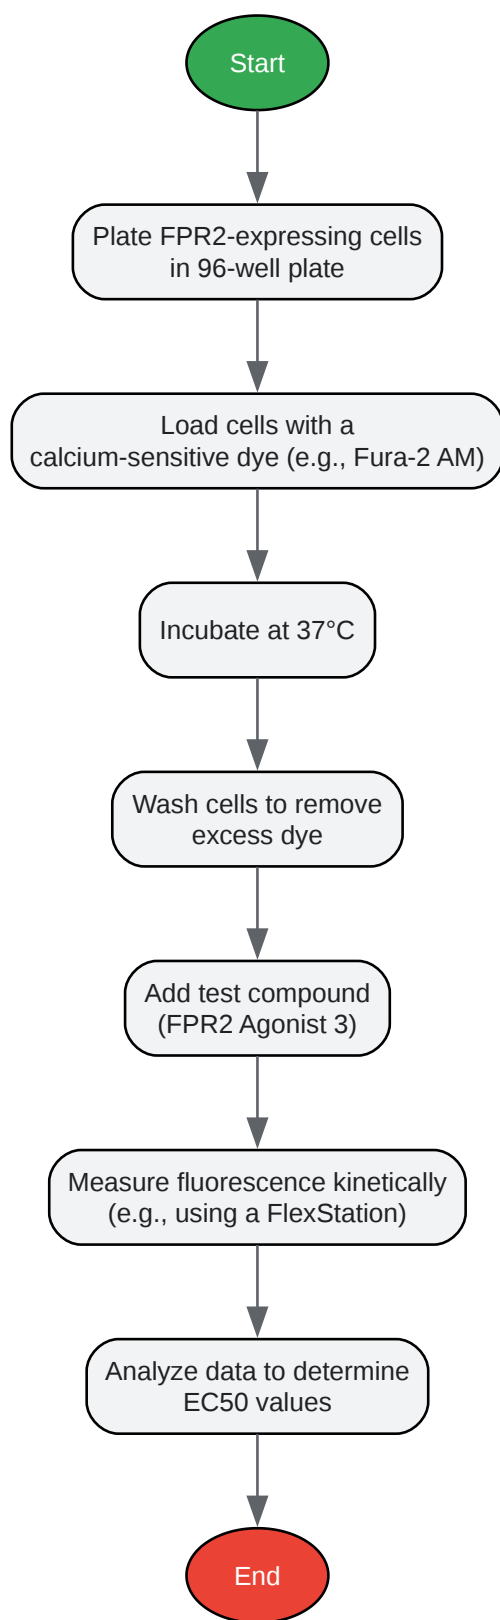 Start
Plate FPR2-expressing cells
in 96-well plate
Load cells with a
calcium-sensitive dye (e.g., Fura-2 AM)
Incubate at 37°C
Wash cells to remove
excess dye
Add test compound
(FPR2 Agonist 3)
Measure fluorescence kinetically
(e.g., using a FlexStation)
Analyze data to determine
EC50 values
End